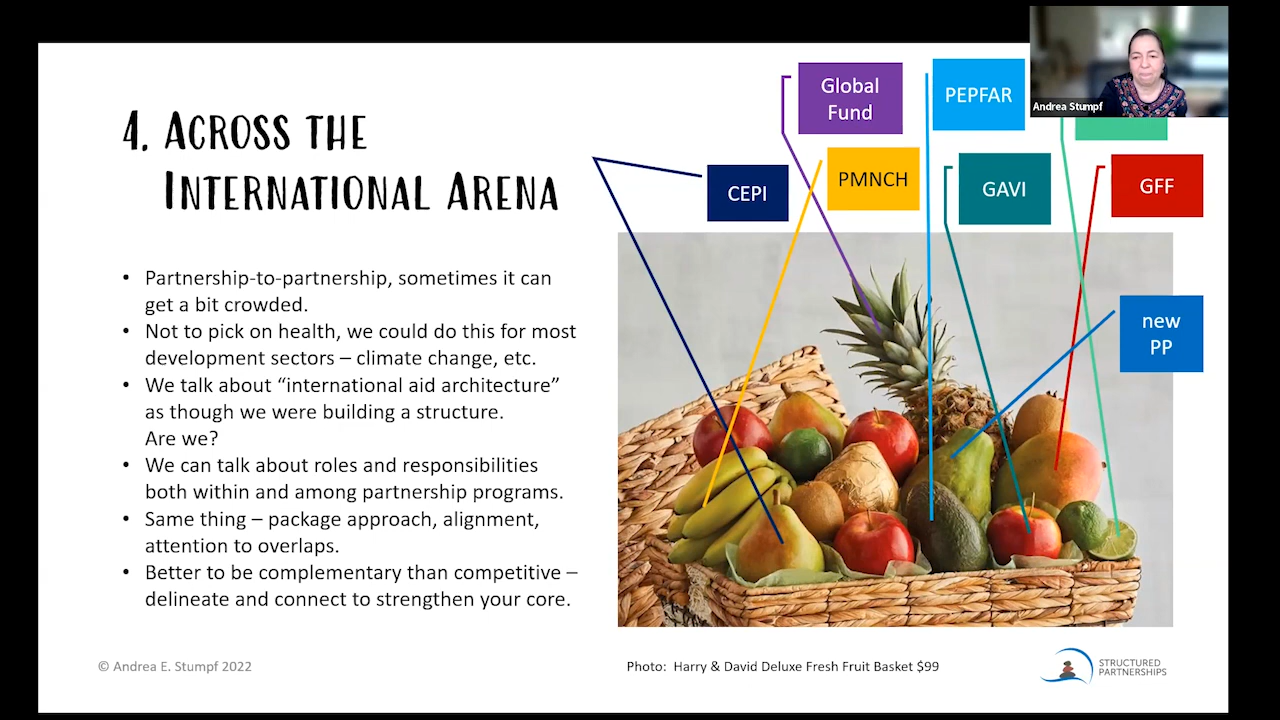 4. ACROSS THE
INTERNATIONAL ARENA
• Partnership-to-partnership, sometimes it can
get a bit crowded.
• Not to pick on health, we could do this for most
development sectors – climate change, etc.
• We talk about “international aid architecture”
as though we were building a structure.
Are we?
• We can talk about roles and responsibilities
both within and among partnership programs.
• Same thing – package approach, alignment,
attention to overlaps.
• Better to be complementary than competitive –
delineate and connect to strengthen your core.
Global
Fund
PEPFAR
Andrea Stumpf
CEPI
PMNCH
GAVI
GFF
new
PP
© Andrea E. Stumpf 2022
Photo: Harry & David Deluxe Fresh Fruit Basket $99
STRUCTURED
PARTNERSHIPS